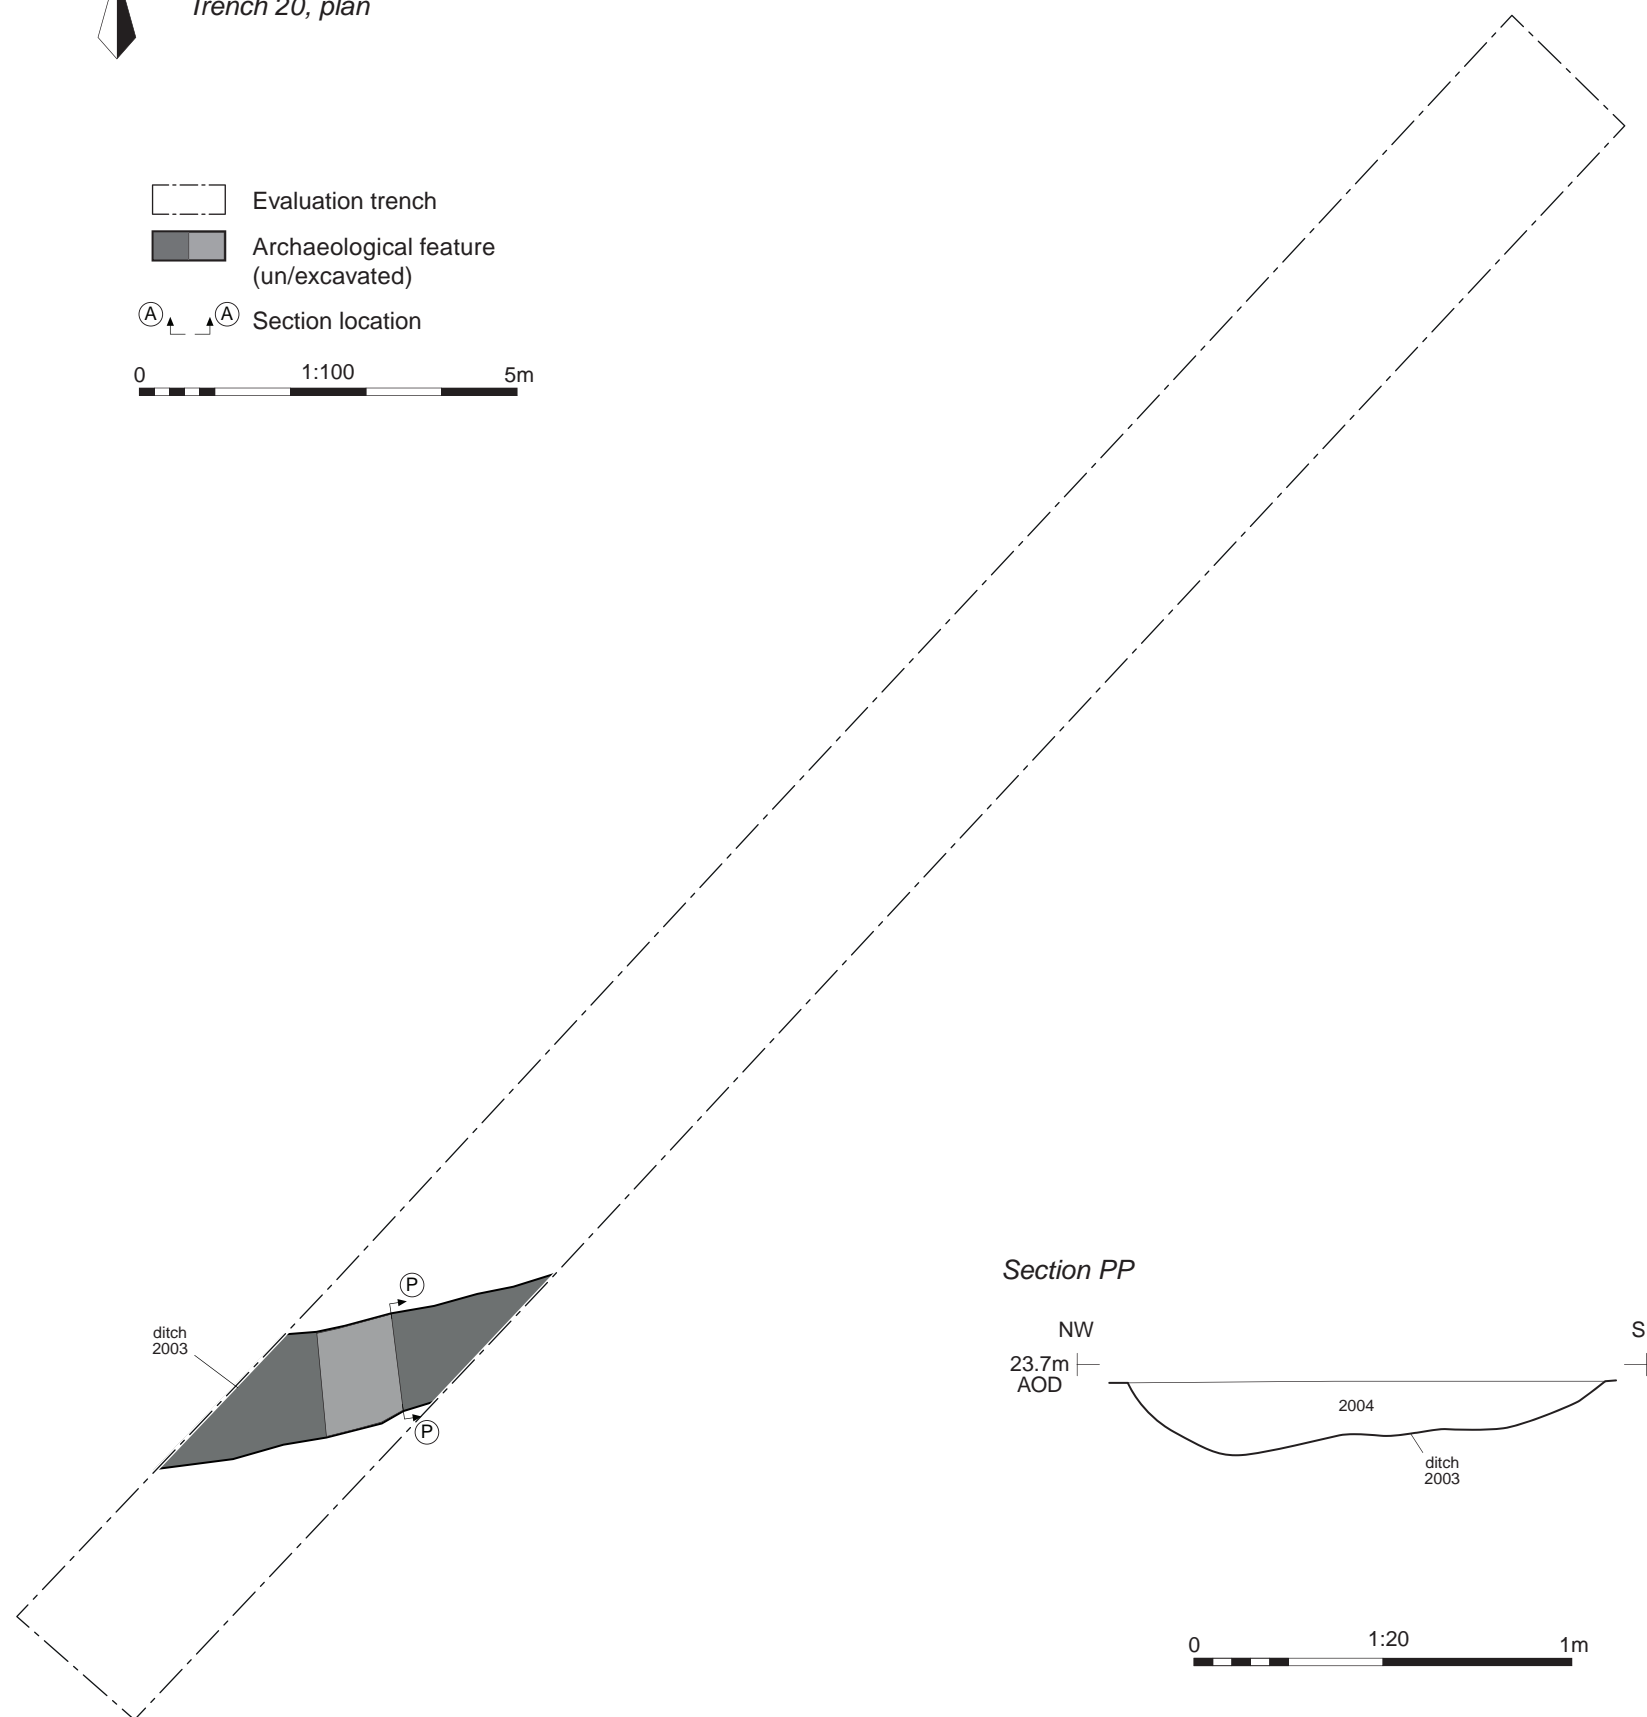 Trench 20, plan
Evaluation trench
Archaeological feature
(un/excavated)
A A Section location
0 1:100 5m
P
ditch
2003
P
Section PP
NW S
23.7m
AOD
2004
ditch
2003
0 1:20 1m